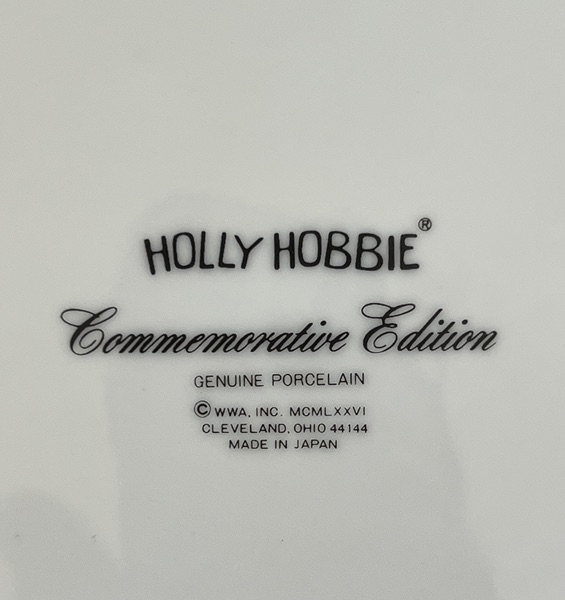 HOLLY HOBBIE®
Commemorative Edition
GENUINE PORCELAIN
© WWA, INC. MCMLXXVI
CLEVELAND, OHIO 44144
MADE IN JAPAN